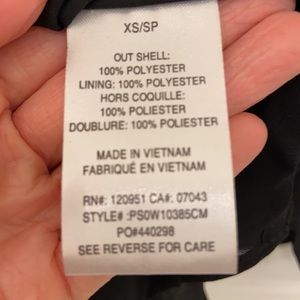 XS/SP
OUT SHELL:
100% POLYESTER
LINING: 100% POLYESTER
HORS COQUILLE:
100% POLIESTER
DOUBLURE: 100% POLIESTER
MADE IN VIETNAM
FABRIQUÉ EN VIETNAM
RN#: 120951 CA#: 07043
STYLE# :PS0W10385CM
PO#440298
SEE REVERSE FOR CARE